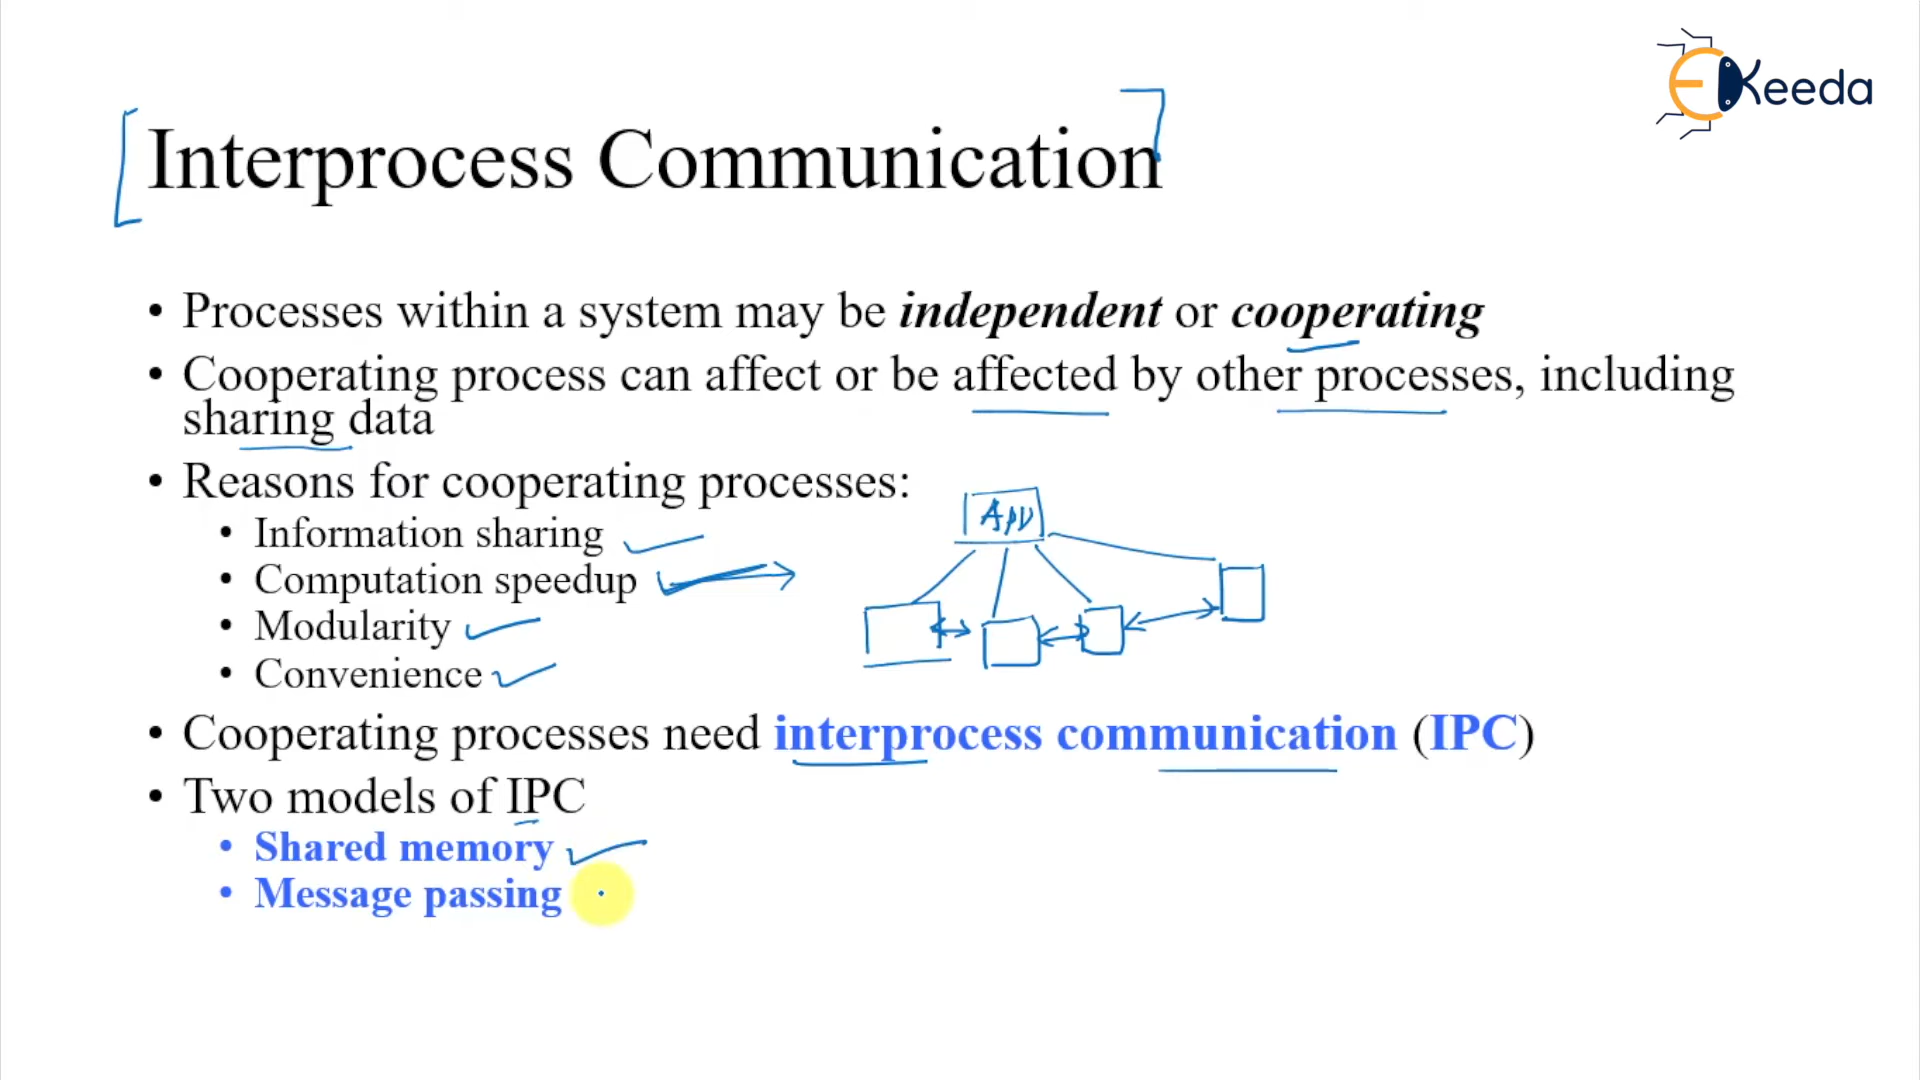 EKeeda
Interprocess Communication
• Processes within a system may be independent or cooperating
• Cooperating process can affect or be affected by other processes, including
sharing data
• Reasons for cooperating processes:
• Information sharing
• Computation speedup
• Modularity
• Convenience
App
• Cooperating processes need interprocess communication (IPC)
• Two models of IPC
• Shared memory
• Message passing